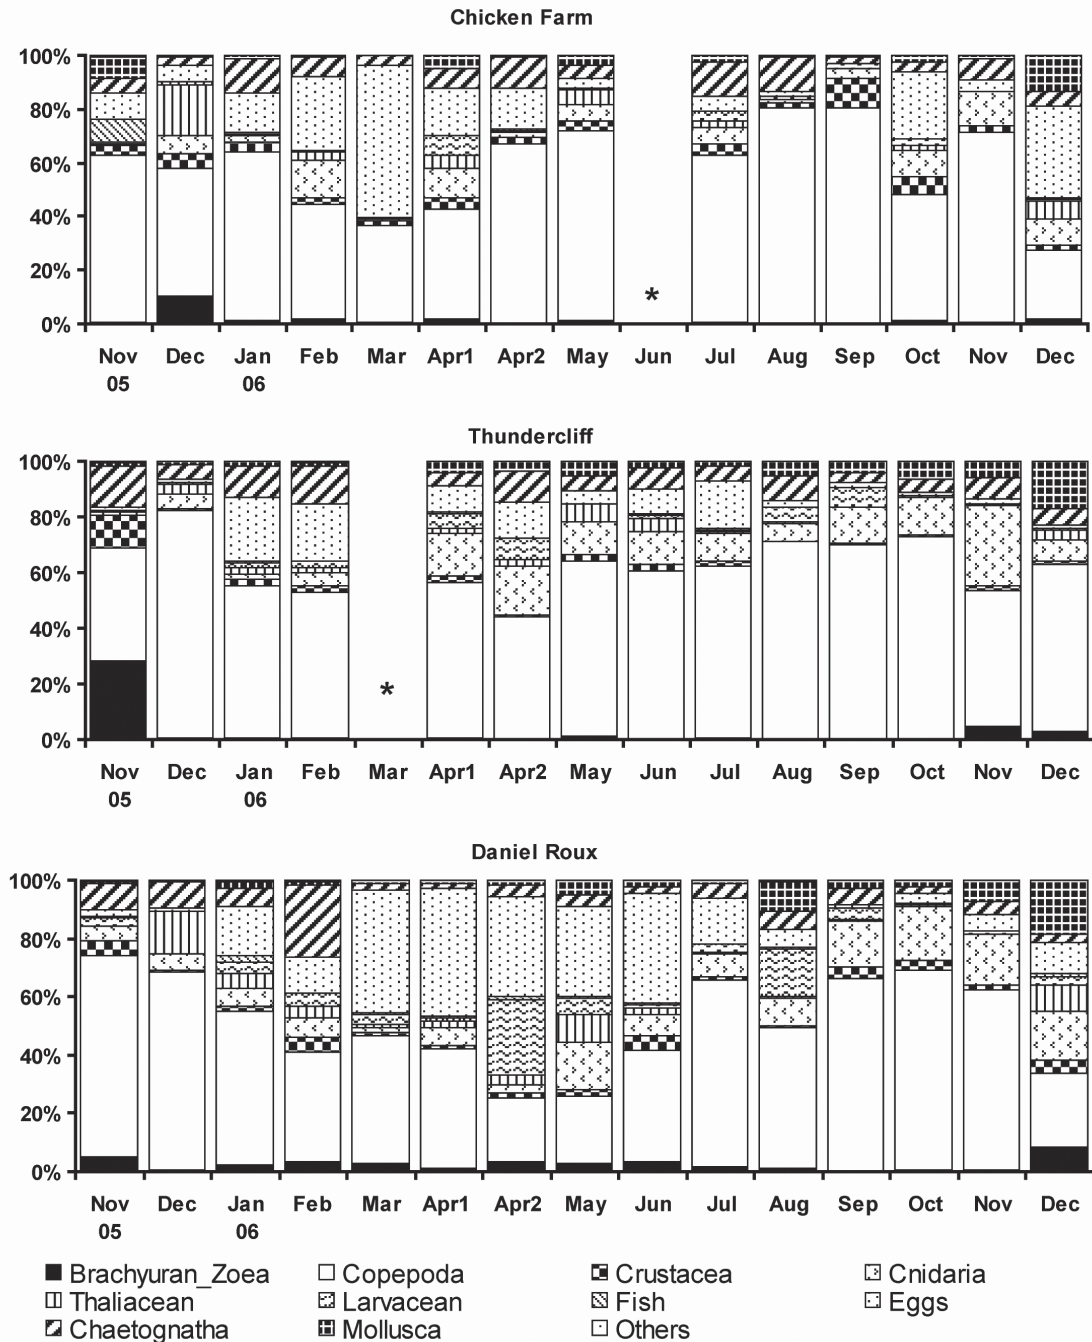 Chicken Farm
100%
80%
60%
40%
20%
0%
*
Nov Dec Jan Feb Mar Apr1 Apr2 May Jun Jul Aug Sep Oct Nov Dec
05 06
Thundercliff
100%
80%
60%
40%
20%
0%
*
Nov Dec Jan Feb Mar Apr1 Apr2 May Jun Jul Aug Sep Oct Nov Dec
05 06
Daniel Roux
100%
80%
60%
40%
20%
0%
Nov Dec Jan Feb Mar Apr1 Apr2 May Jun Jul Aug Sep Oct Nov Dec
05 06
Brachyuran_Zoea Copepoda Crustacea Cnidaria
Thaliacean Larvacean Fish Eggs
Chaetognatha Mollusca Others